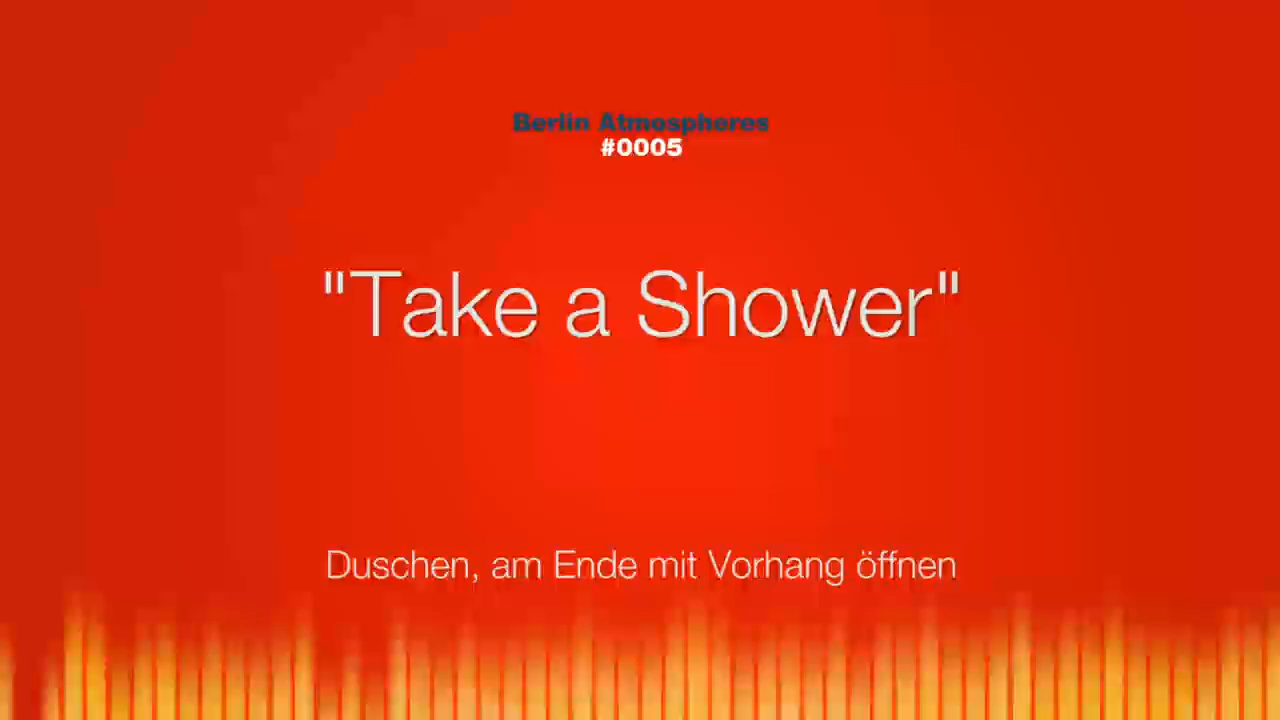 Berlin Atmospheres
#0005
"Take a Shower"
Duschen, am Ende mit Vorhang öffnen